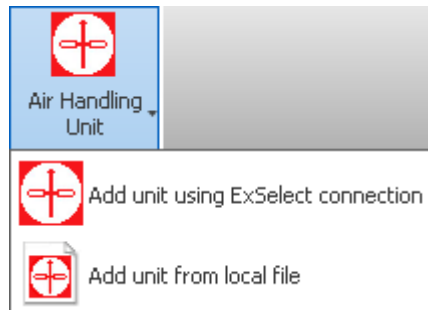 Air Handling
Unit
Add unit using ExSelect connection
Add unit from local file